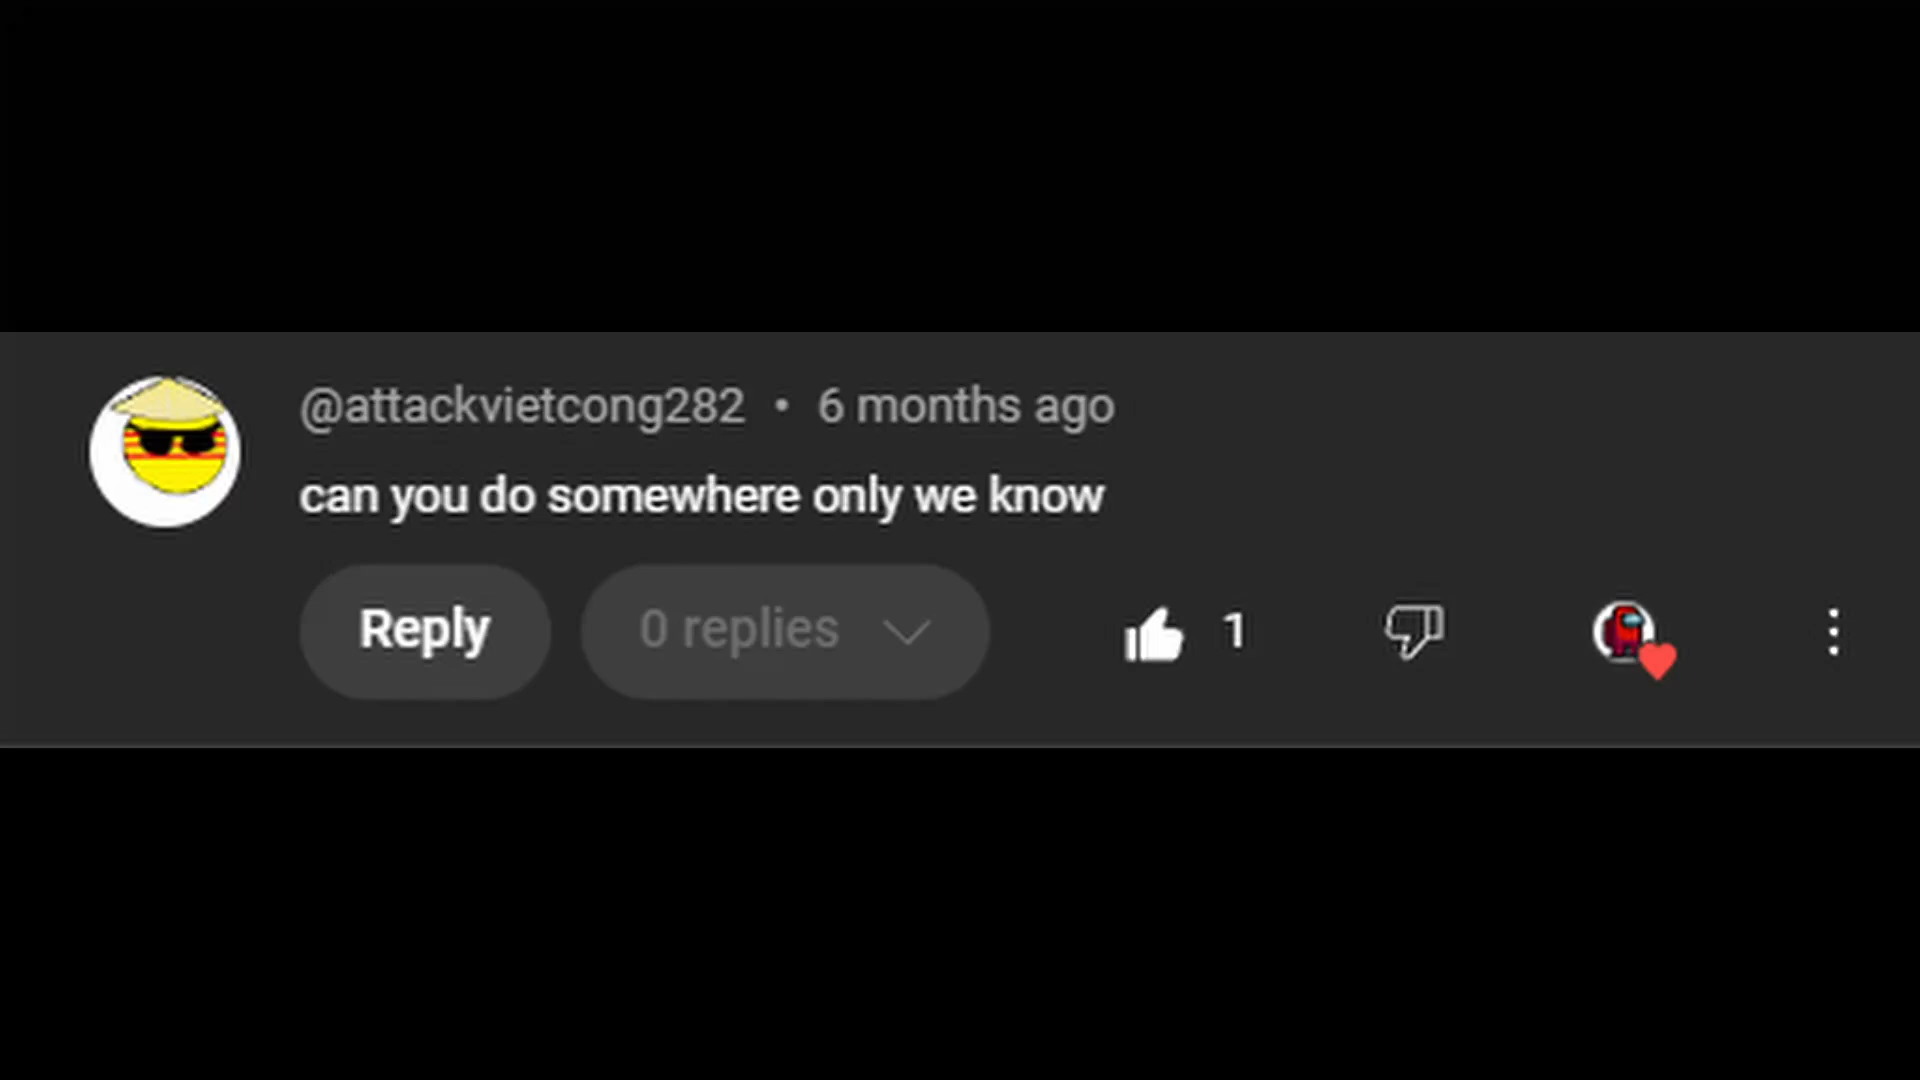 @attackvietcong282 • 6 months ago
can you do somewhere only we know
Reply 0 replies 1